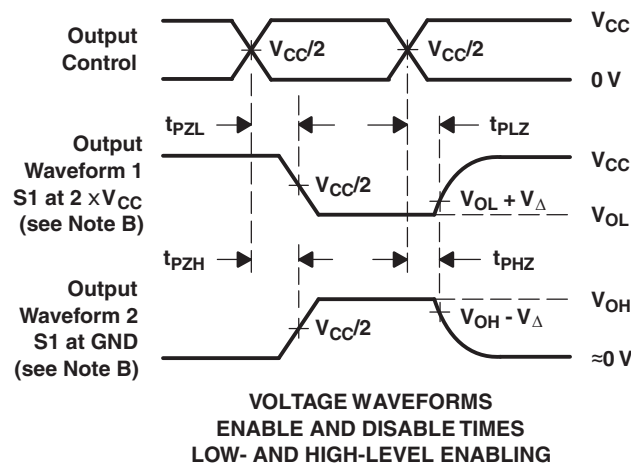 Output
Control
V_CC/2
V_CC/2
V_CC
0 V
t_PZL
t_PLZ
Output
Waveform 1
S1 at 2 × V_CC
(see Note B)
V_CC/2
V_CC
V_OL + V_Δ
V_OL
t_PZH
t_PHZ
Output
Waveform 2
S1 at GND
(see Note B)
V_CC/2
V_OH
V_OH - V_Δ
≈0 V
VOLTAGE WAVEFORMS
ENABLE AND DISABLE TIMES
LOW- AND HIGH-LEVEL ENABLING